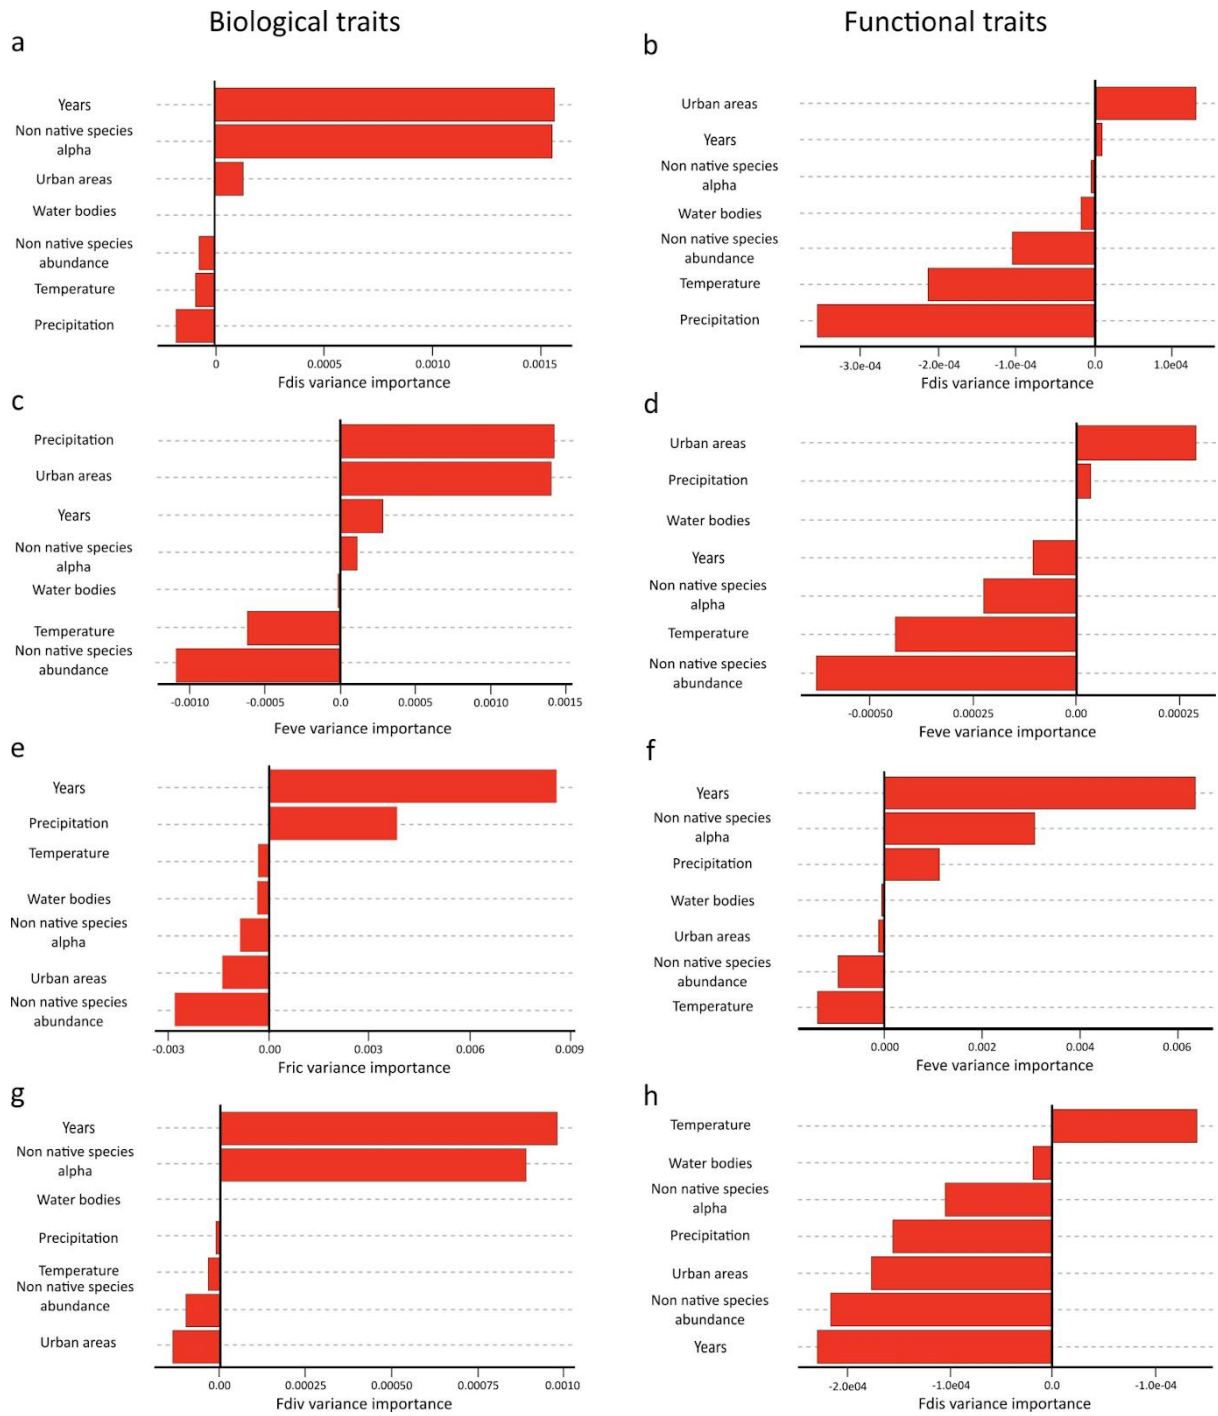 Biological traits
Functional traits
a
Years
Non native species
alpha
Urban areas
Water bodies
Non native species
abundance
Temperature
Precipitation
0
0.0005
0.0010
0.0015
Fdis variance importance
b
Urban areas
Years
Non native species
alpha
Water bodies
Non native species
abundance
Temperature
Precipitation
-3.0e-04
-2.0e-04
-1.0e-04
0.0
1.0e04
Fdis variance importance
c
Precipitation
Urban areas
Years
Non native species
alpha
Water bodies
Temperature
Non native species
abundance
-0.0010
-0.0005
0.0
0.0005
0.0010
0.0015
Feve variance importance
d
Urban areas
Precipitation
Water bodies
Years
Non native species
alpha
Temperature
Non native species
abundance
-0.00050
0.00025
0.00
0.00025
Feve variance importance
e
Years
Precipitation
Temperature
Water bodies
Non native species
alpha
Urban areas
Non native species
abundance
-0.003
0.00
0.003
0.006
0.009
Fric variance importance
f
Years
Non native species
alpha
Precipitation
Water bodies
Urban areas
Non native species
abundance
Temperature
0.000
0.002
0.004
0.006
Feve variance importance
g
Years
Non native species
alpha
Water bodies
Precipitation
Temperature
Non native species
abundance
Urban areas
0.00
0.00025
0.00050
0.00075
0.0010
Fdiv variance importance
h
Temperature
Water bodies
Non native species
alpha
Precipitation
Urban areas
Non native species
abundance
Years
-2.0e04
-1.0e04
0.0
-1.0e04
Fdis variance importance